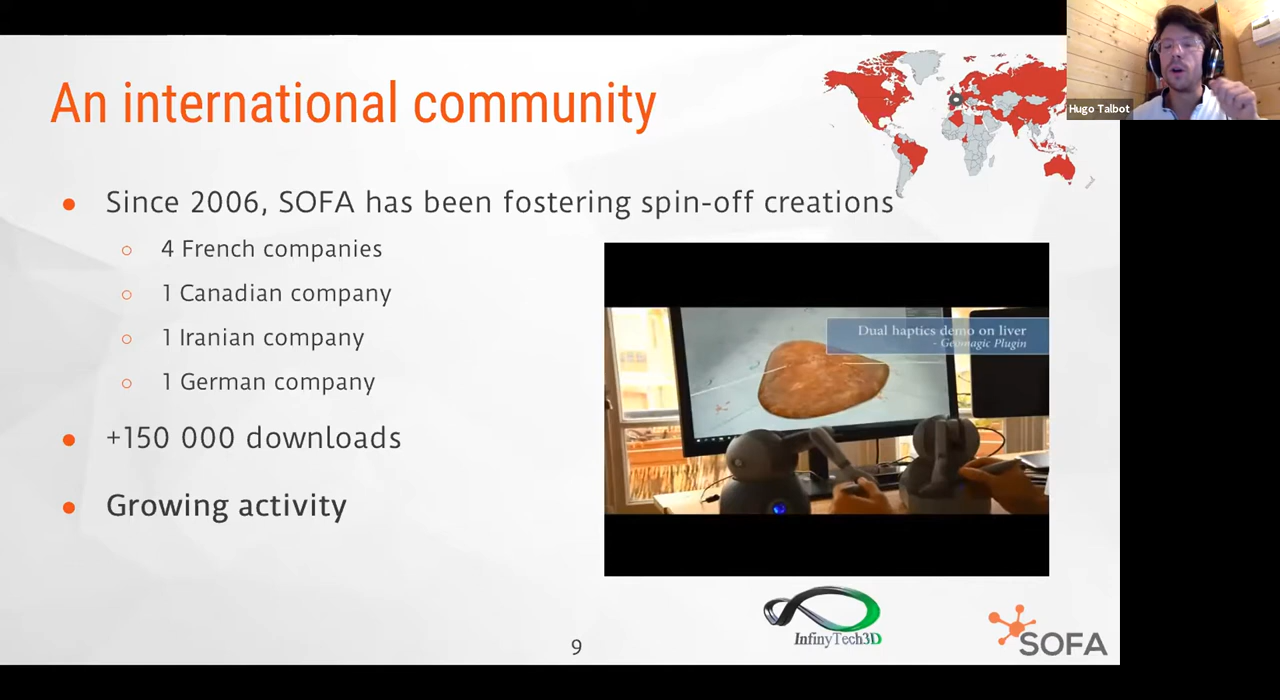 An international community
Hugo Talbot
Since 2006, SOFA has been fostering spin-off creations
4 French companies
1 Canadian company
1 Iranian company
1 German company
+150 000 downloads
Growing activity
Dual haptics demo on liver
- Geomagic Plugin
InfinyTech3D
SOFA
9